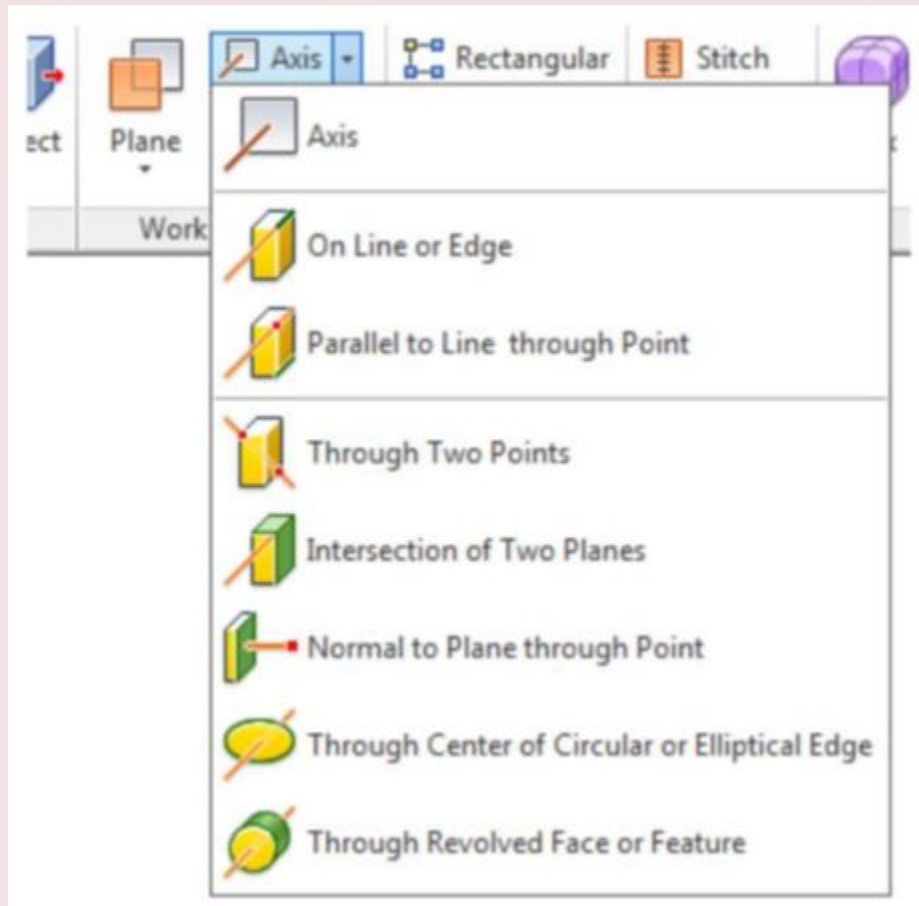 Axis
Rectangular
Stitch
ect
Plane
Axis
Work
On Line or Edge
Parallel to Line through Point
Through Two Points
Intersection of Two Planes
Normal to Plane through Point
Through Center of Circular or Elliptical Edge
Through Revolved Face or Feature